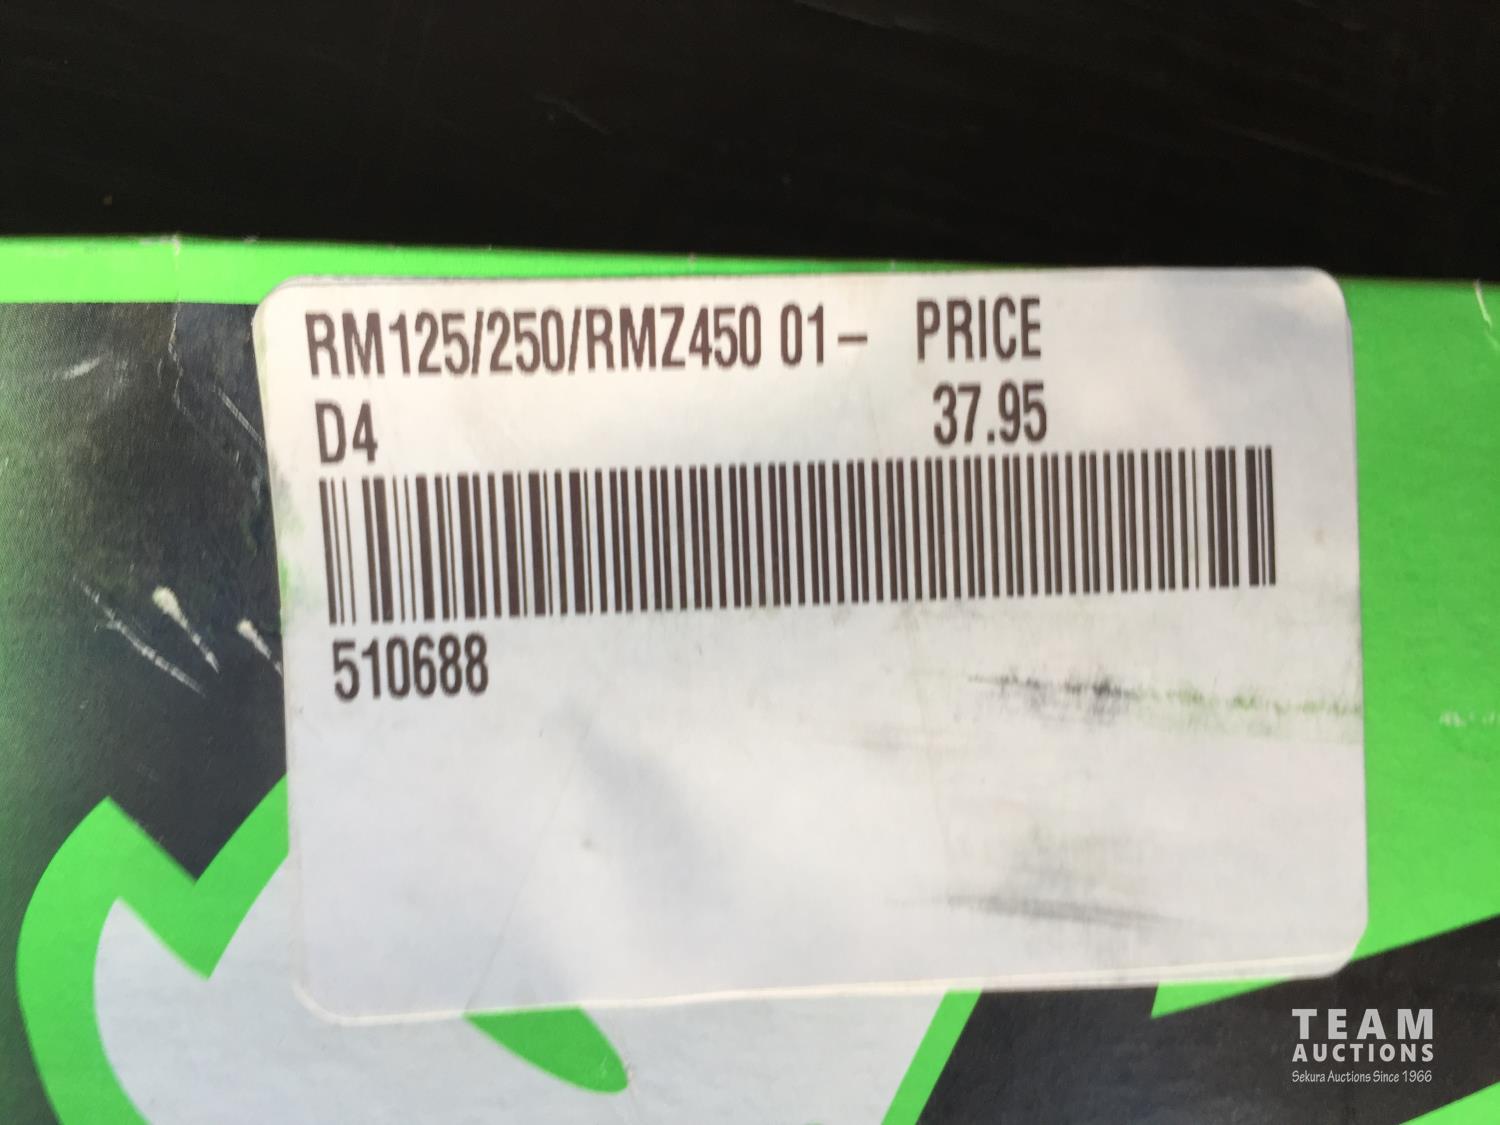 RM125/250/RMZ450 01- PRICE
D4 37.95
510688
TEAM
AUCTIONS
Sekura Auctions Since 1966